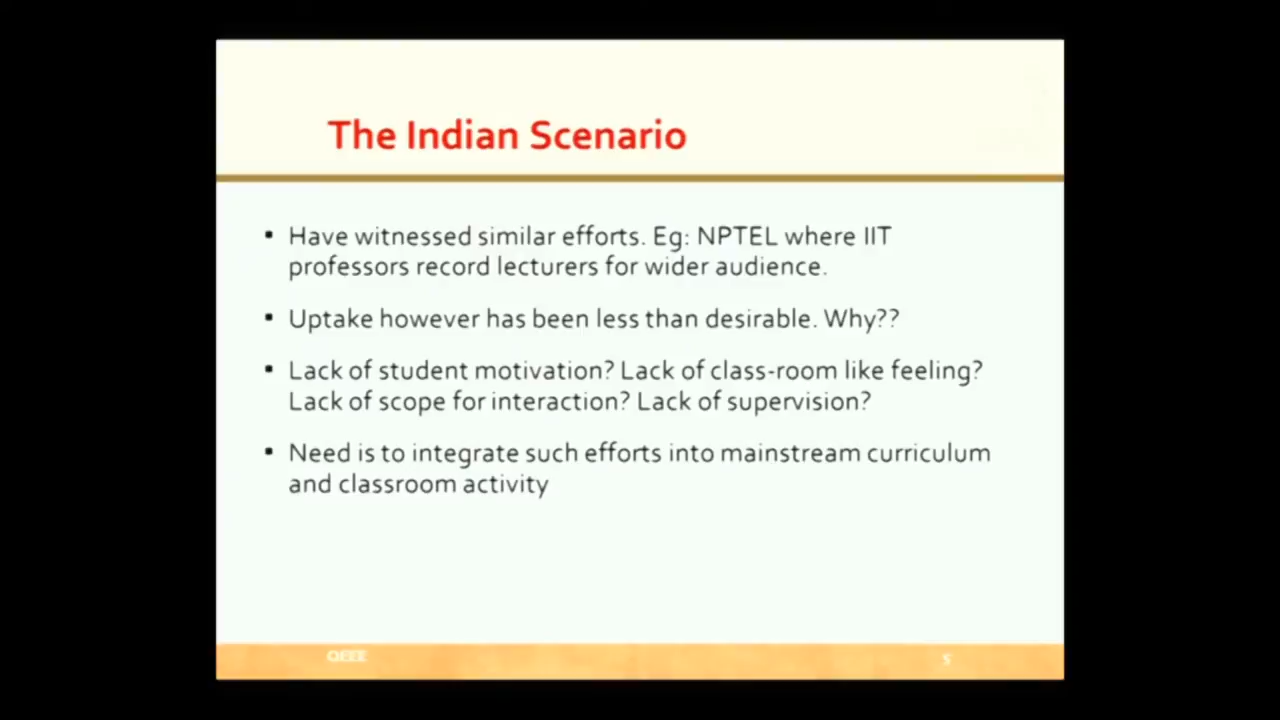 The Indian Scenario
▪ Have witnessed similar efforts. Eg: NPTEL where IIT
professors record lecturers for wider audience.
▪ Uptake however has been less than desirable. Why??
▪ Lack of student motivation? Lack of class-room like feeling?
Lack of scope for interaction? Lack of supervision?
▪ Need is to integrate such efforts into mainstream curriculum
and classroom activity
QEEE
5